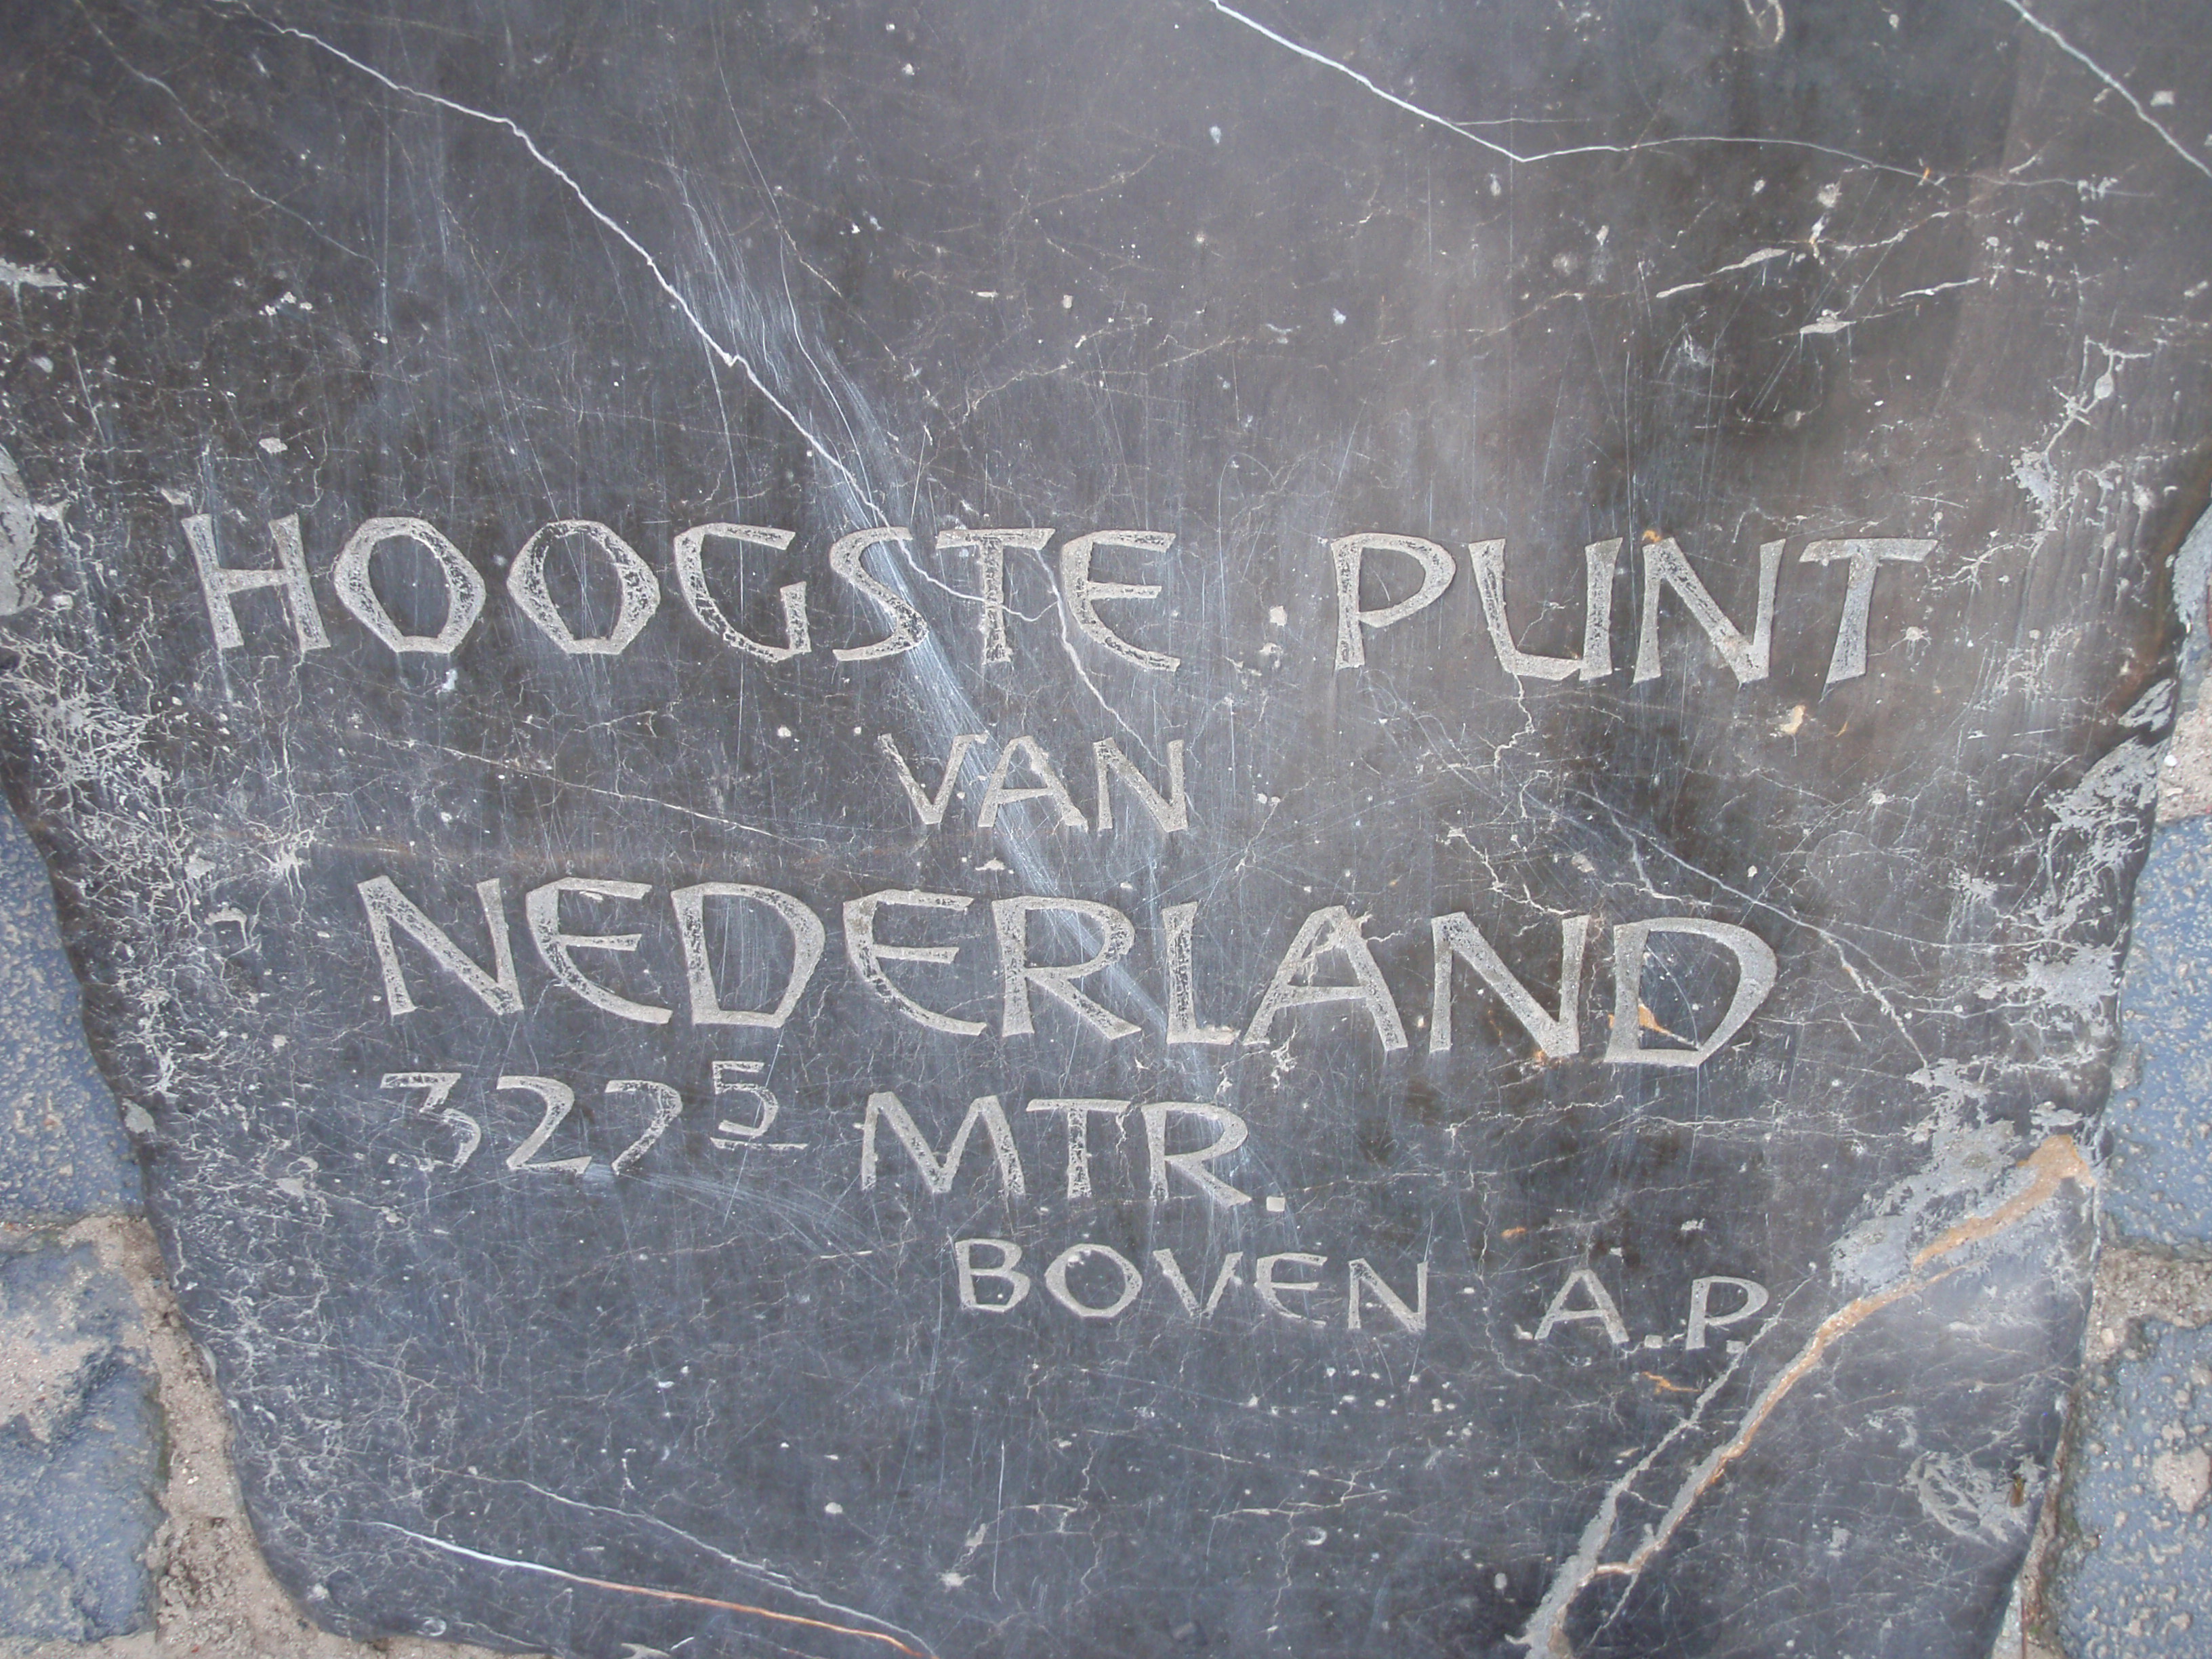 HOOGSTE PUNT
VAN
NEDERLAND
322⁵ MTR.
BOVEN A.P.